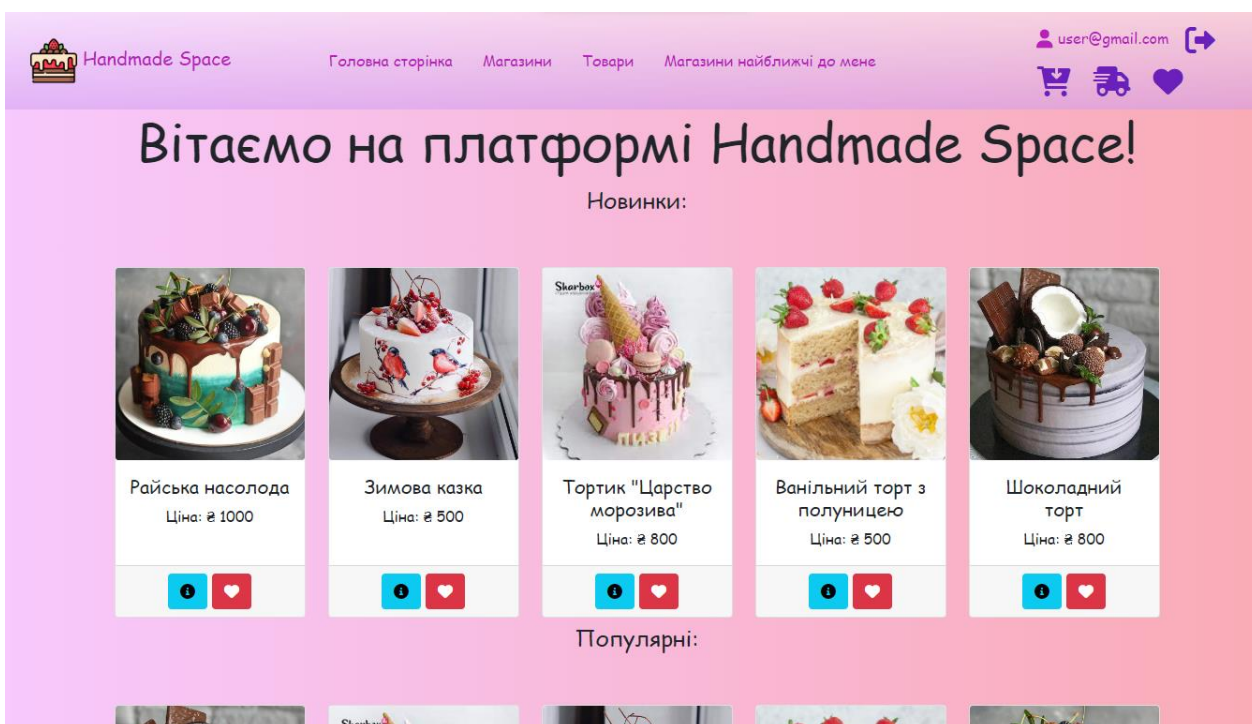 Handmade Space
Головна сторінка Магазини Товари Магазини найближчі до мене
user@gmail.com
Вітаємо на платформі Handmade Space!
Новинки:
Skarbox
Райська насолода
Ціна: ₴ 1000
Зимова казка
Ціна: ₴ 500
Тортик "Царство
морозива"
Ціна: ₴ 800
Ванільний торт з
полуницею
Ціна: ₴ 500
Шоколадний
торт
Ціна: ₴ 800
Популярні: